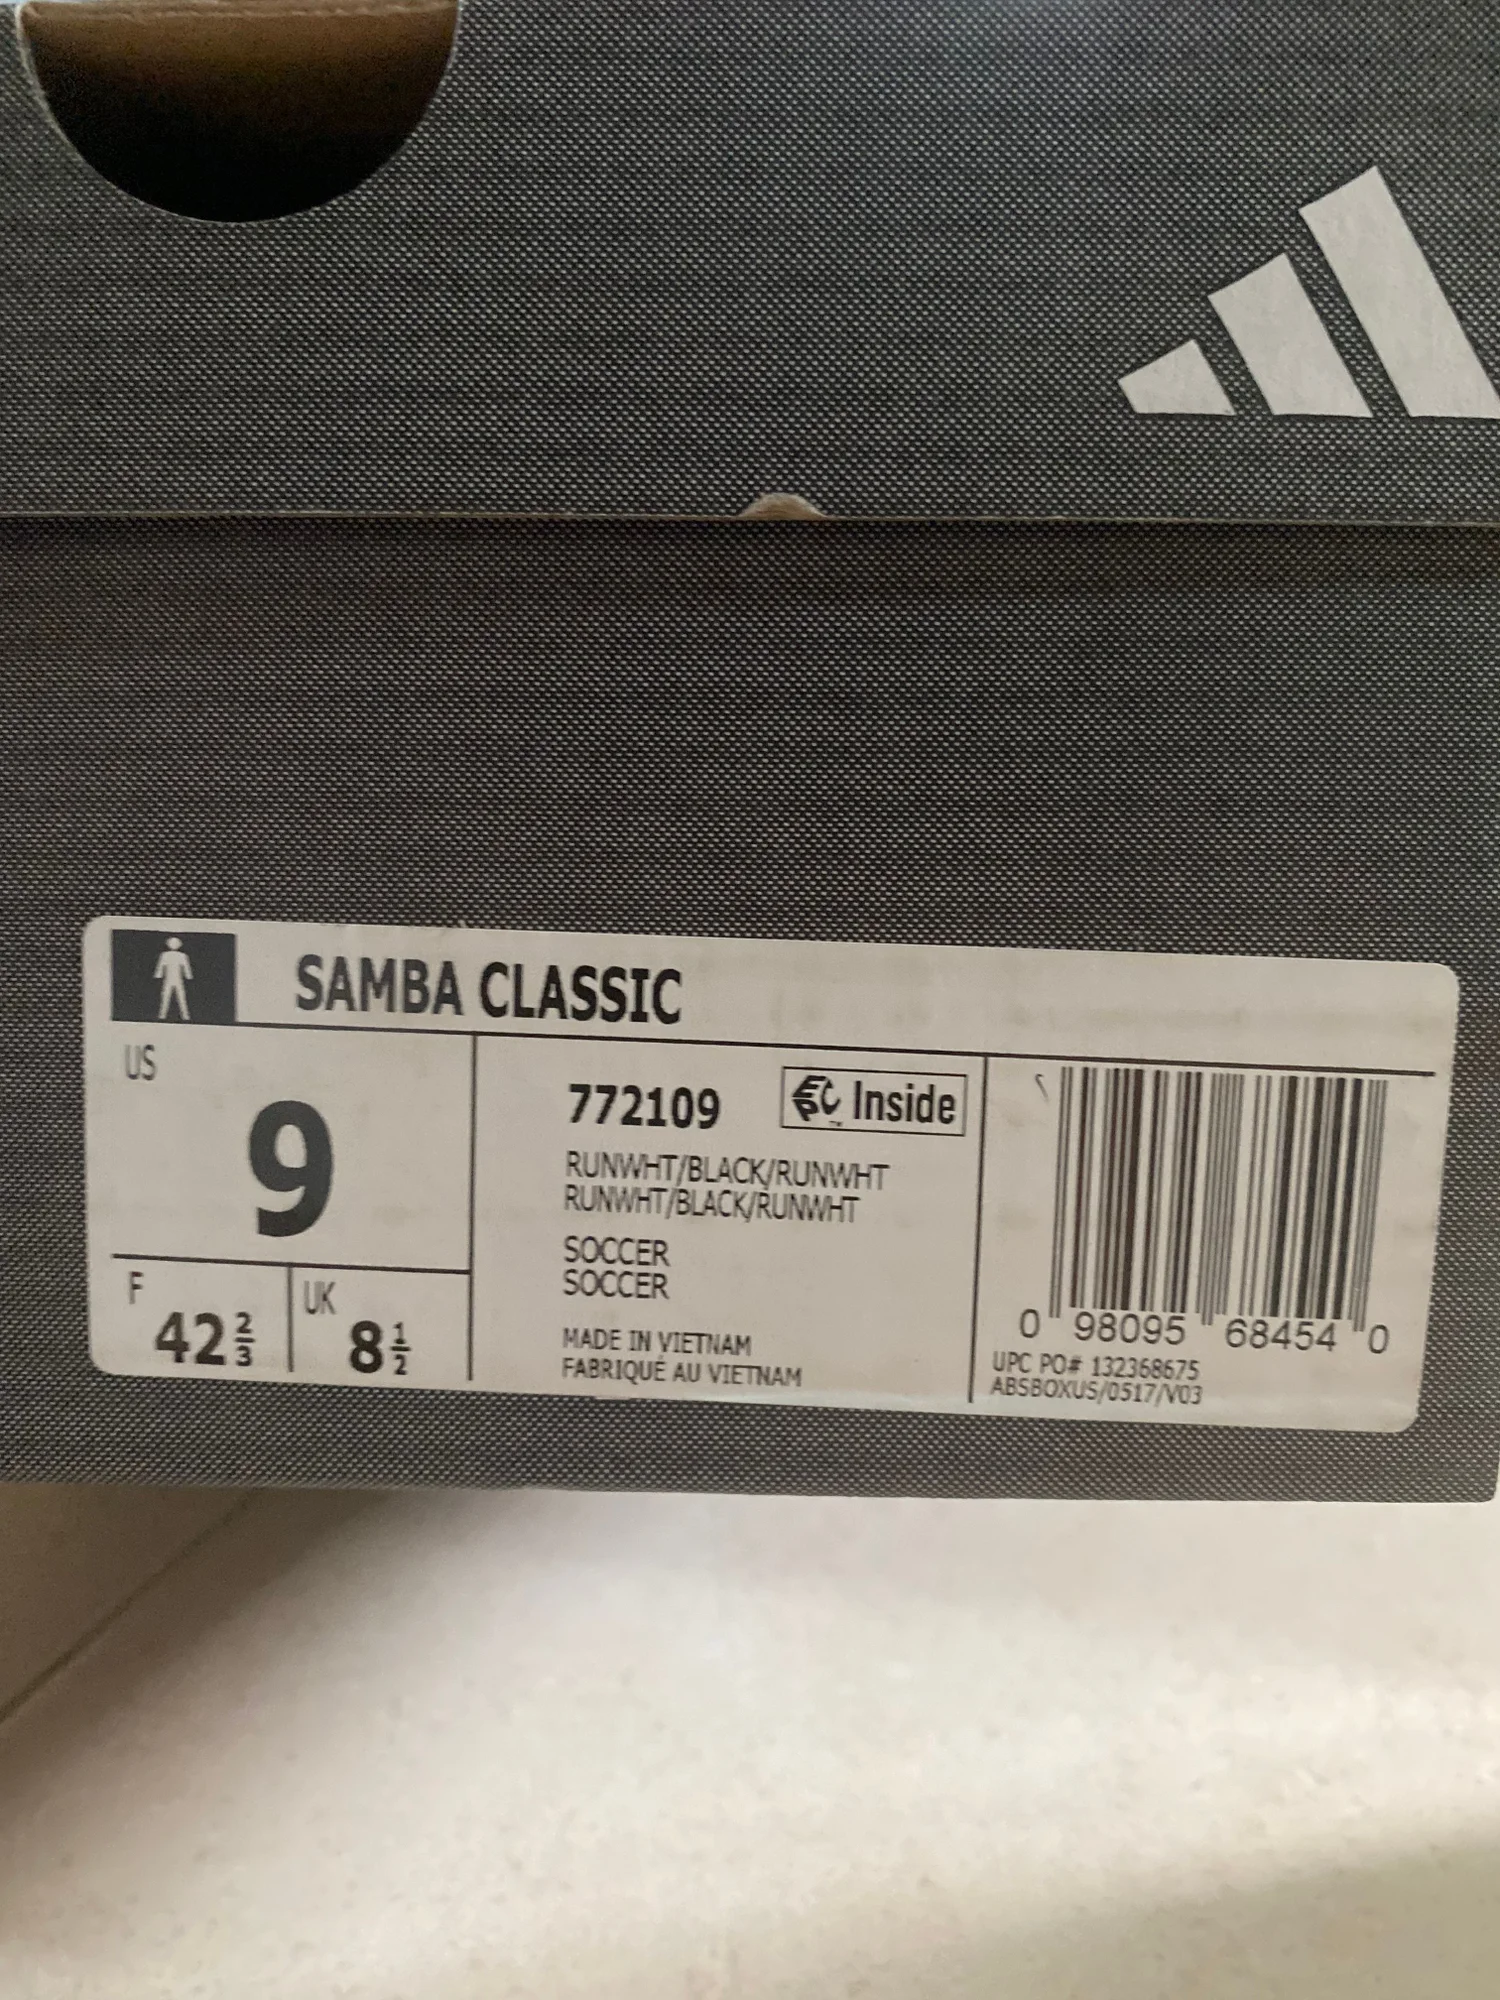 SAMBA CLASSIC
US
9
F
42 2/3
UK
8 1/2
772109
EPC Inside
RUNWHT/BLACK/RUNWHT
RUNWHT/BLACK/RUNWHT
SOCCER
SOCCER
MADE IN VIETNAM
FABRIQUÉ AU VIETNAM
0 98095 68454 0
UPC PO# 132368675
ABSBOXUS/0517/V03